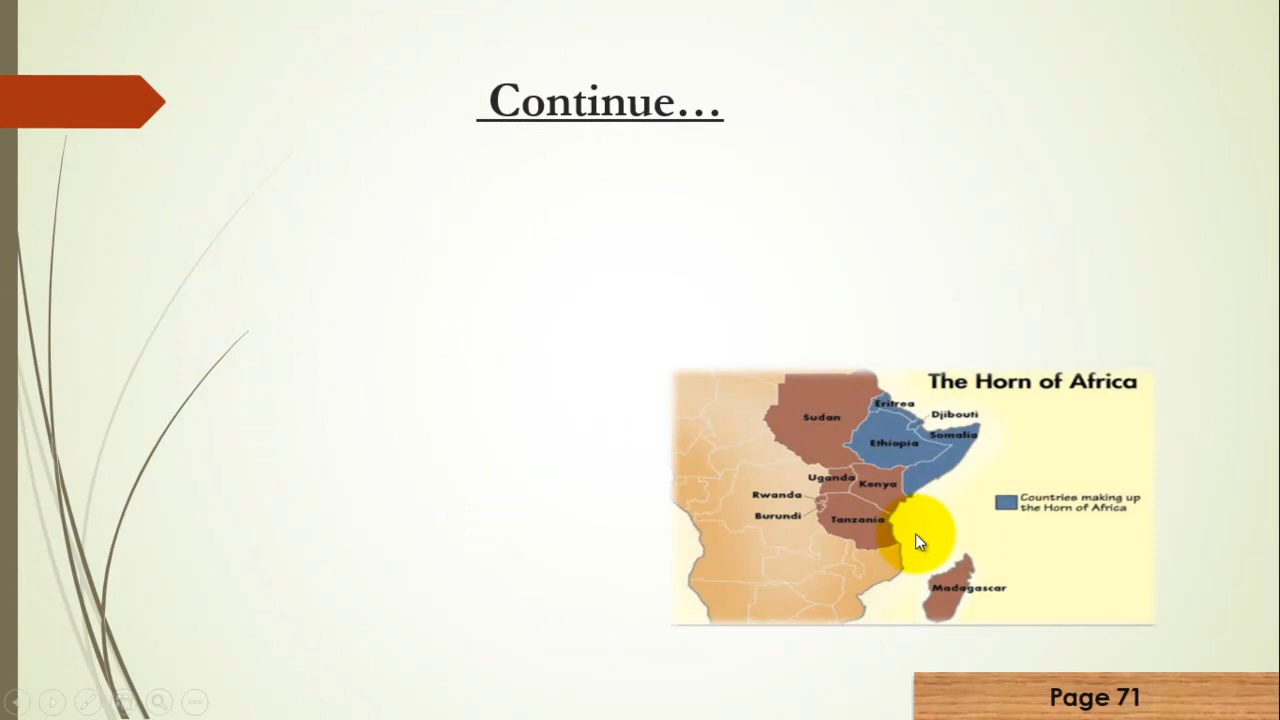 Continue…
The Horn of Africa
Eritrea
Sudan
Djibouti
Somalia
Ethiopia
Uganda
Kenya
Rwanda
Countries making up
the Horn of Africa
Burundi
Tanzania
Madagascar
Page 71